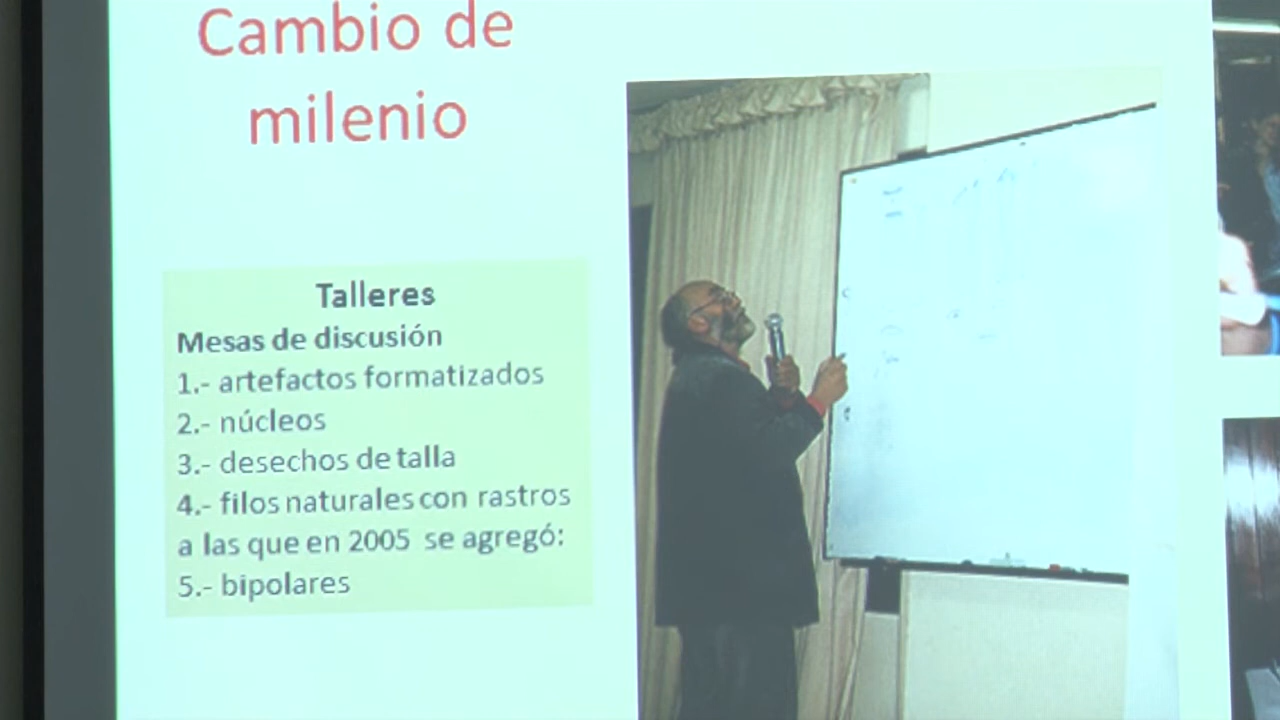 Cambio de
milenio
Talleres
Mesas de discusión
1.- artefactos formatizados
2.- núcleos
3.- desechos de talla
4.- filos naturales con rastros
a las que en 2005 se agregó:
5.- bipolares